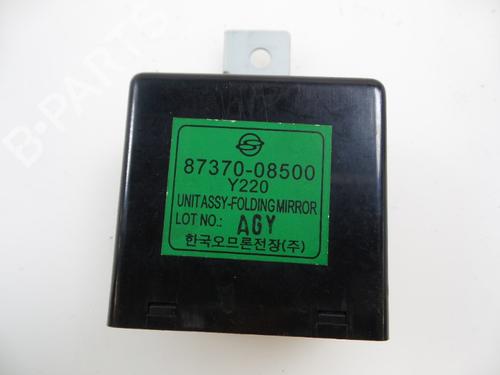 87370-08500
Y220
UNIT ASSY-FOLDING MIRROR
LOT NO.: AGY
한국오므론전장(주)
B-PARTS